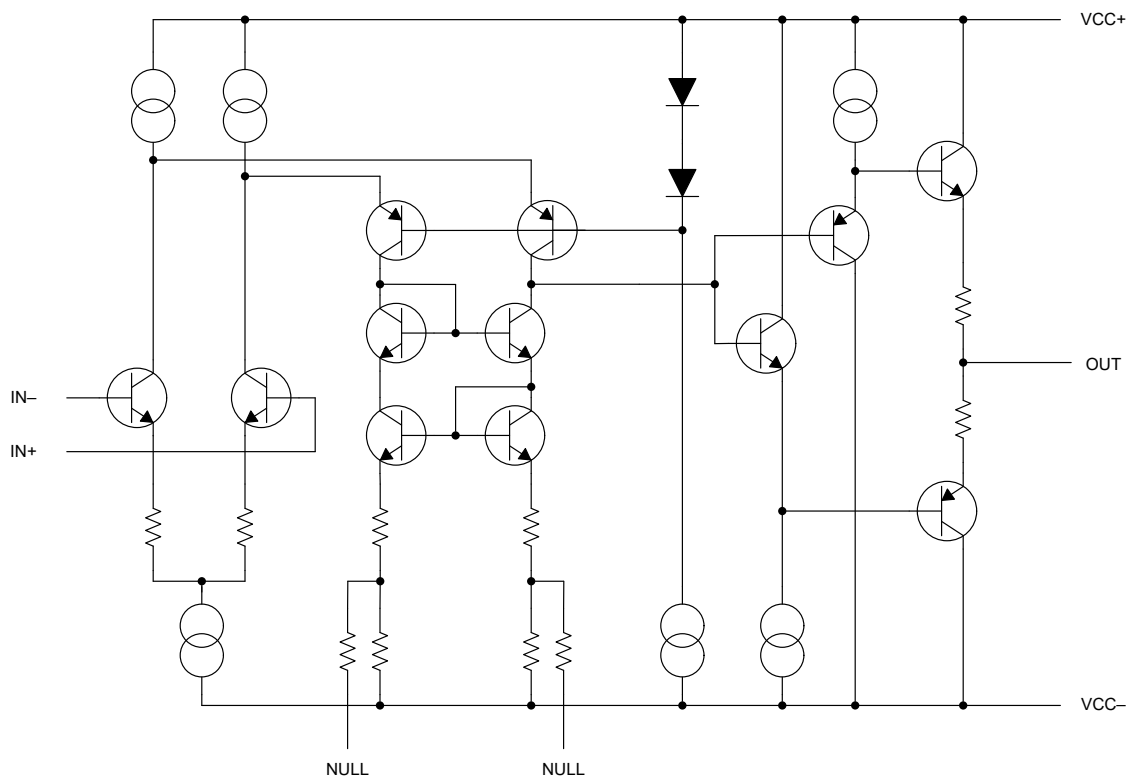 VCC+
OUT
IN–
IN+
VCC–
NULL
NULL